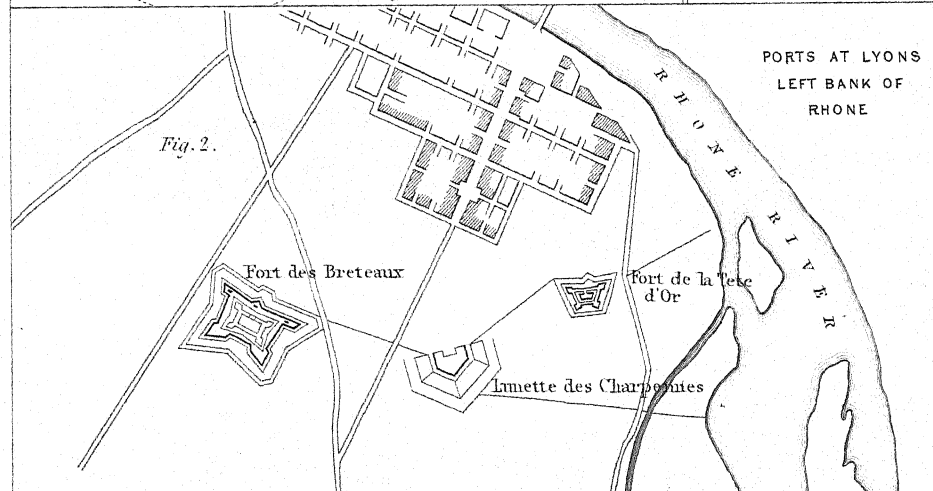 PORTS AT LYONS
LEFT BANK OF
RHONE
RHONE RIVER
Fig. 2.
Fort des Breteaux
Fort de la Tete
d'Or
Lunette des Charpennies